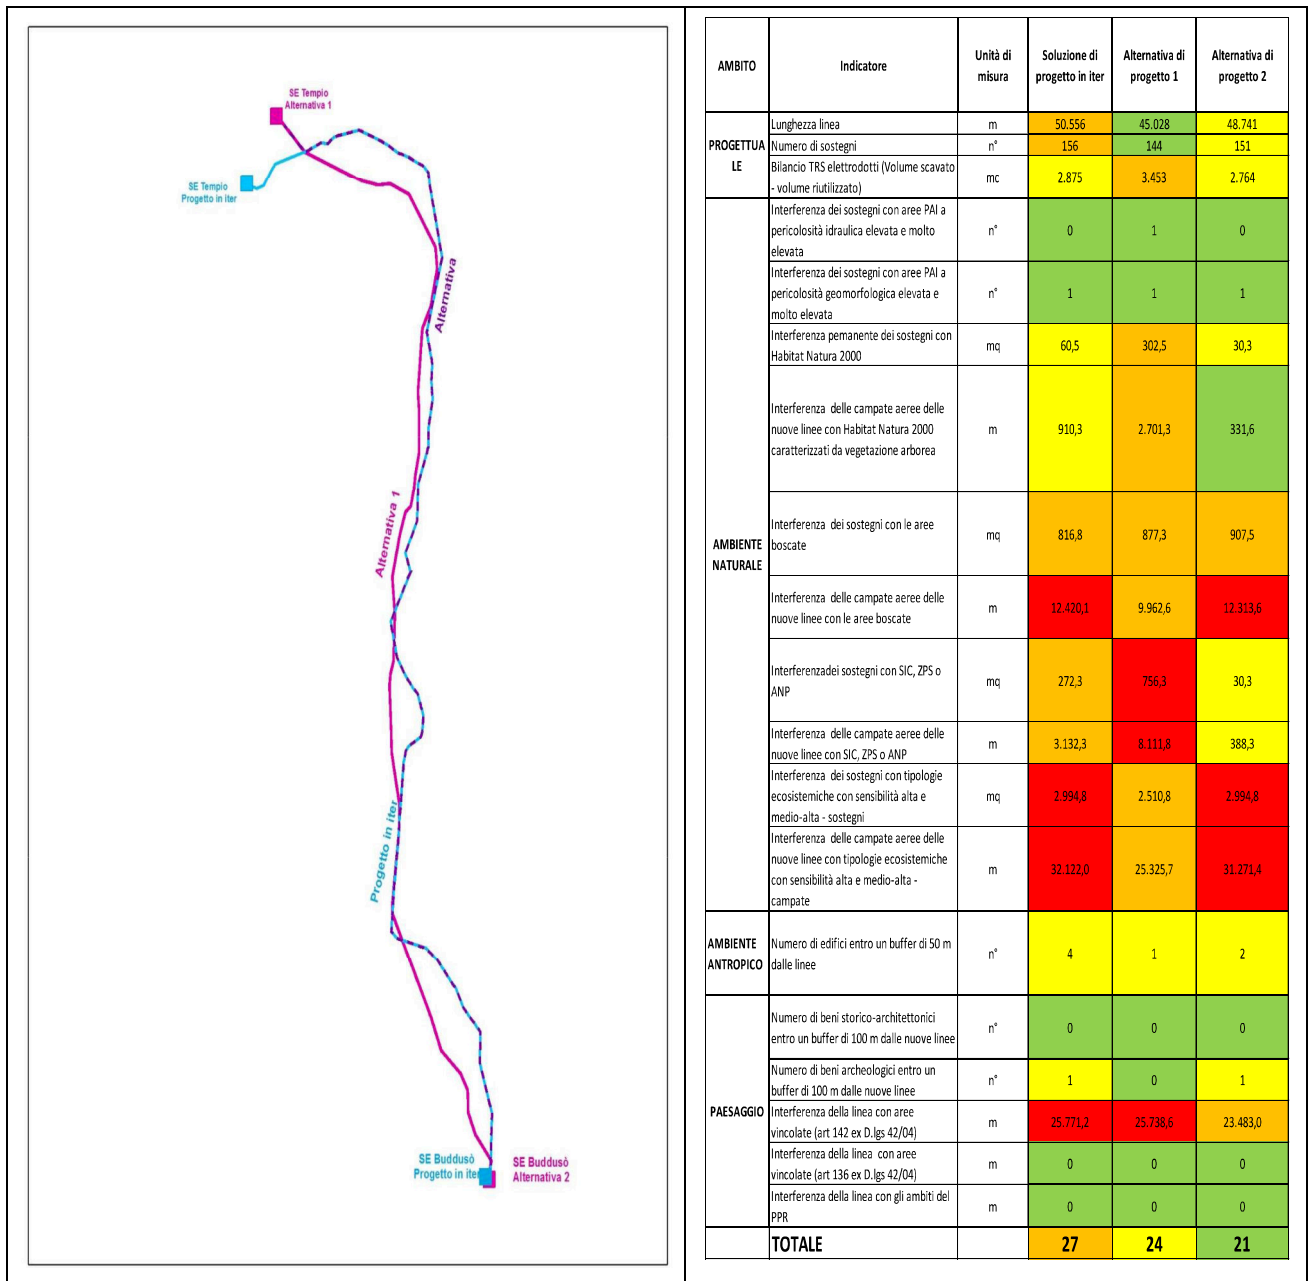 SE Tempio
Alternativa 1
SE Tempio
Progetto in iter
Alternativa
Alternativa 1
Progetto in iter
SE Buddusò
Progetto in iter
SE Buddusò
Alternativa 2
AMBITO Indicatore Unità di misura Soluzione di progetto in iter Alternativa di progetto 1 Alternativa di progetto 2
PROGETTUA
LE
Lunghezza linea m 50.556 45.028 48.741
Numero di sostegni n° 156 144 151
Bilancio TRS elettrodotti (Volume scavato
- volume riutilizzato) mc 2.875 3.453 2.764
AMBIENTE
NATURALE
Interferenza dei sostegni con aree PAI a
pericolosità idraulica elevata e molto
elevata n° 0 1 0
Interferenza dei sostegni con aree PAI a
pericolosità geomorfologica elevata e
molto elevata n° 1 1 1
Interferenza pemanente dei sostegni con
Habitat Natura 2000 mq 60,5 302,5 30,3
Interferenza delle campate aeree delle
nuove linee con Habitat Natura 2000
caratterizzati da vegetazione arborea m 910,3 2.701,3 331,6
Interferenza dei sostegni con le aree
boscate mq 816,8 877,3 907,5
Interferenza delle campate aeree delle
nuove linee con le aree boscate m 12.420,1 9.962,6 12.313,6
Interferenzadei sostegni con SIC, ZPS o
ANP mq 272,3 756,3 30,3
Interferenza delle campate aeree delle
nuove linee con SIC, ZPS o ANP m 3.132,3 8.111,8 388,3
Interferenza dei sostegni con tipologie
ecosistemiche con sensibilità alta e
medio-alta - sostegni mq 2.994,8 2.510,8 2.994,8
Interferenza delle campate aeree delle
nuove linee con tipologie ecosistemiche
con sensibilità alta e medio-alta -
campate m 32.122,0 25.325,7 31.271,4
AMBIENTE
ANTROPICO
Numero di edifici entro un buffer di 50 m
dalle linee n° 4 1 2
PAESAGGIO
Numero di beni storico-architettonici
entro un buffer di 100 m dalle nuove linee n° 0 0 0
Numero di beni archeologici entro un
buffer di 100 m dalle nuove linee n° 1 0 1
Interferenza della linea con aree
vincolate (art 142 ex D.lgs 42/04) m 25.771,2 25.738,6 23.483,0
Interferenza della linea con aree
vincolate (art 136 ex D.lgs 42/04) m 0 0 0
Interferenza della linea con gli ambiti del
PPR m 0 0 0
TOTALE 27 24 21